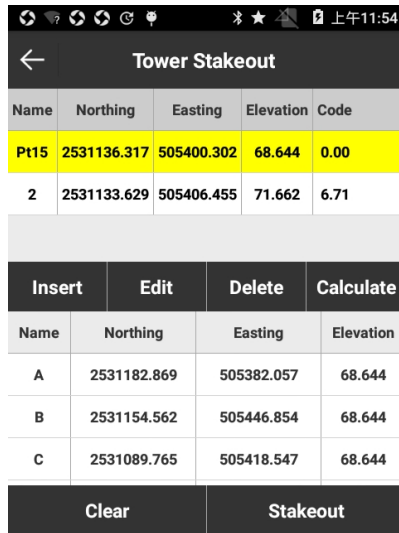 上午11:54
Tower Stakeout
Name Northing Easting Elevation Code
Pt15 2531136.317 505400.302 68.644 0.00
2 2531133.629 505406.455 71.662 6.71
Insert Edit Delete Calculate
Name Northing Easting Elevation
A 2531182.869 505382.057 68.644
B 2531154.562 505446.854 68.644
C 2531089.765 505418.547 68.644
Clear Stakeout